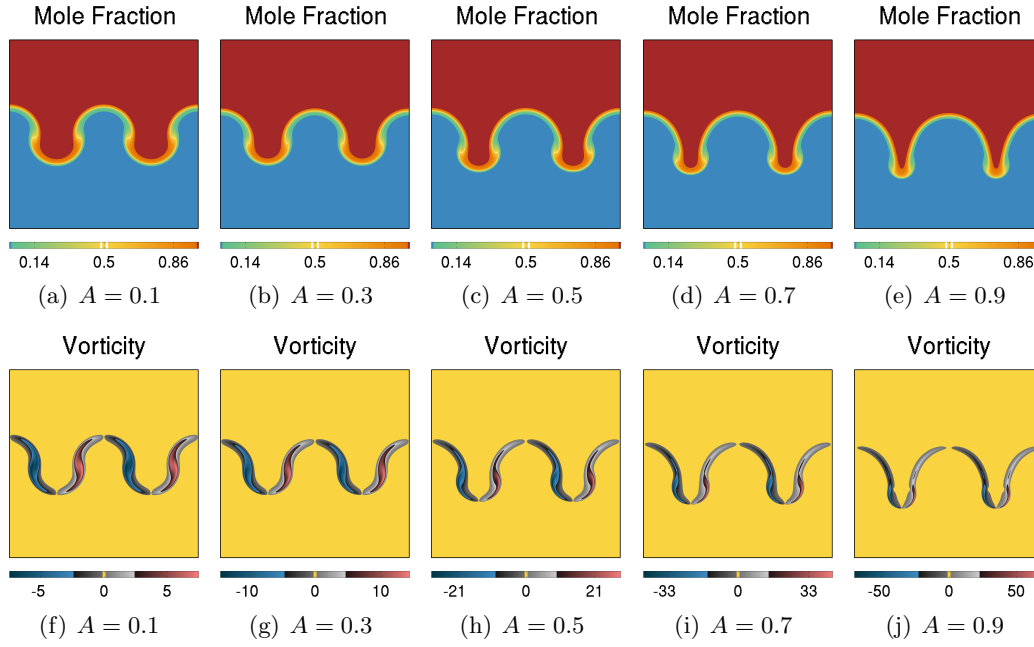 Mole Fraction Mole Fraction Mole Fraction Mole Fraction Mole Fraction
0.14 0.5 0.86 0.14 0.5 0.86 0.14 0.5 0.86 0.14 0.5 0.86 0.14 0.5 0.86
(a) A = 0.1 (b) A = 0.3 (c) A = 0.5 (d) A = 0.7 (e) A = 0.9
Vorticity Vorticity Vorticity Vorticity Vorticity
-5 0 5 -10 0 10 -21 0 21 -33 0 33 -50 0 50
(f) A = 0.1 (g) A = 0.3 (h) A = 0.5 (i) A = 0.7 (j) A = 0.9